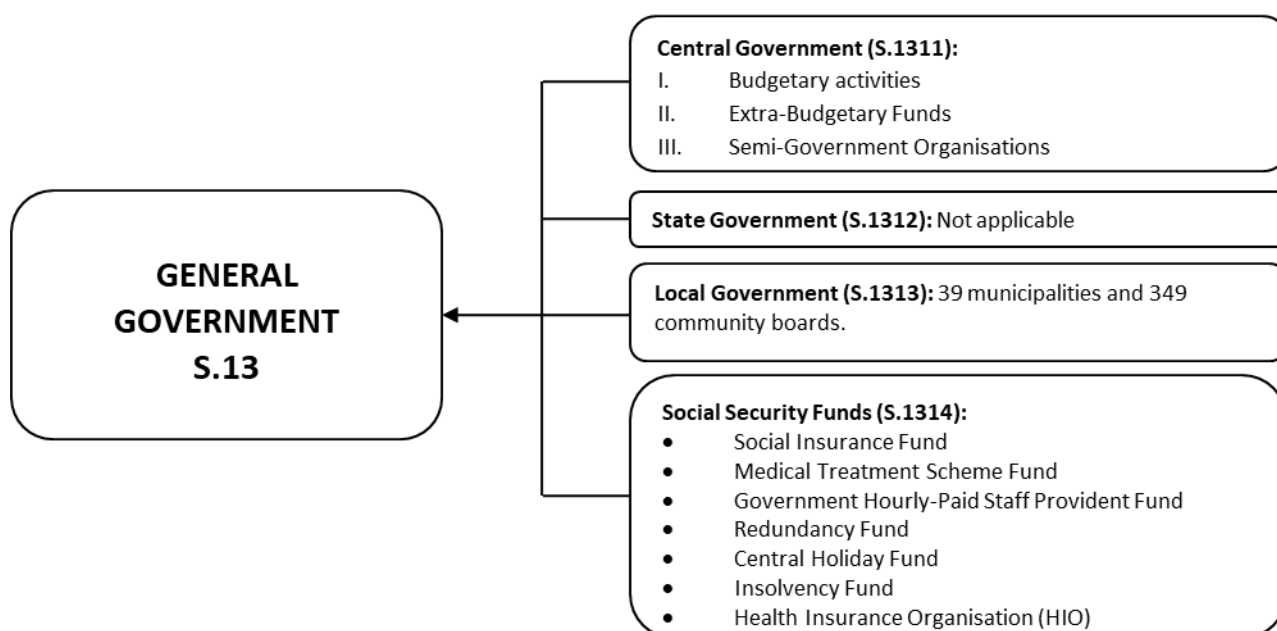 GENERAL
GOVERNMENT
S.13
Central Government (S.1311):
I. Budgetary activities
II. Extra-Budgetary Funds
III. Semi-Government Organisations
State Government (S.1312): Not applicable
Local Government (S.1313): 39 municipalities and 349
community boards.
Social Security Funds (S.1314):
• Social Insurance Fund
• Medical Treatment Scheme Fund
• Government Hourly-Paid Staff Provident Fund
• Redundancy Fund
• Central Holiday Fund
• Insolvency Fund
• Health Insurance Organisation (HIO)